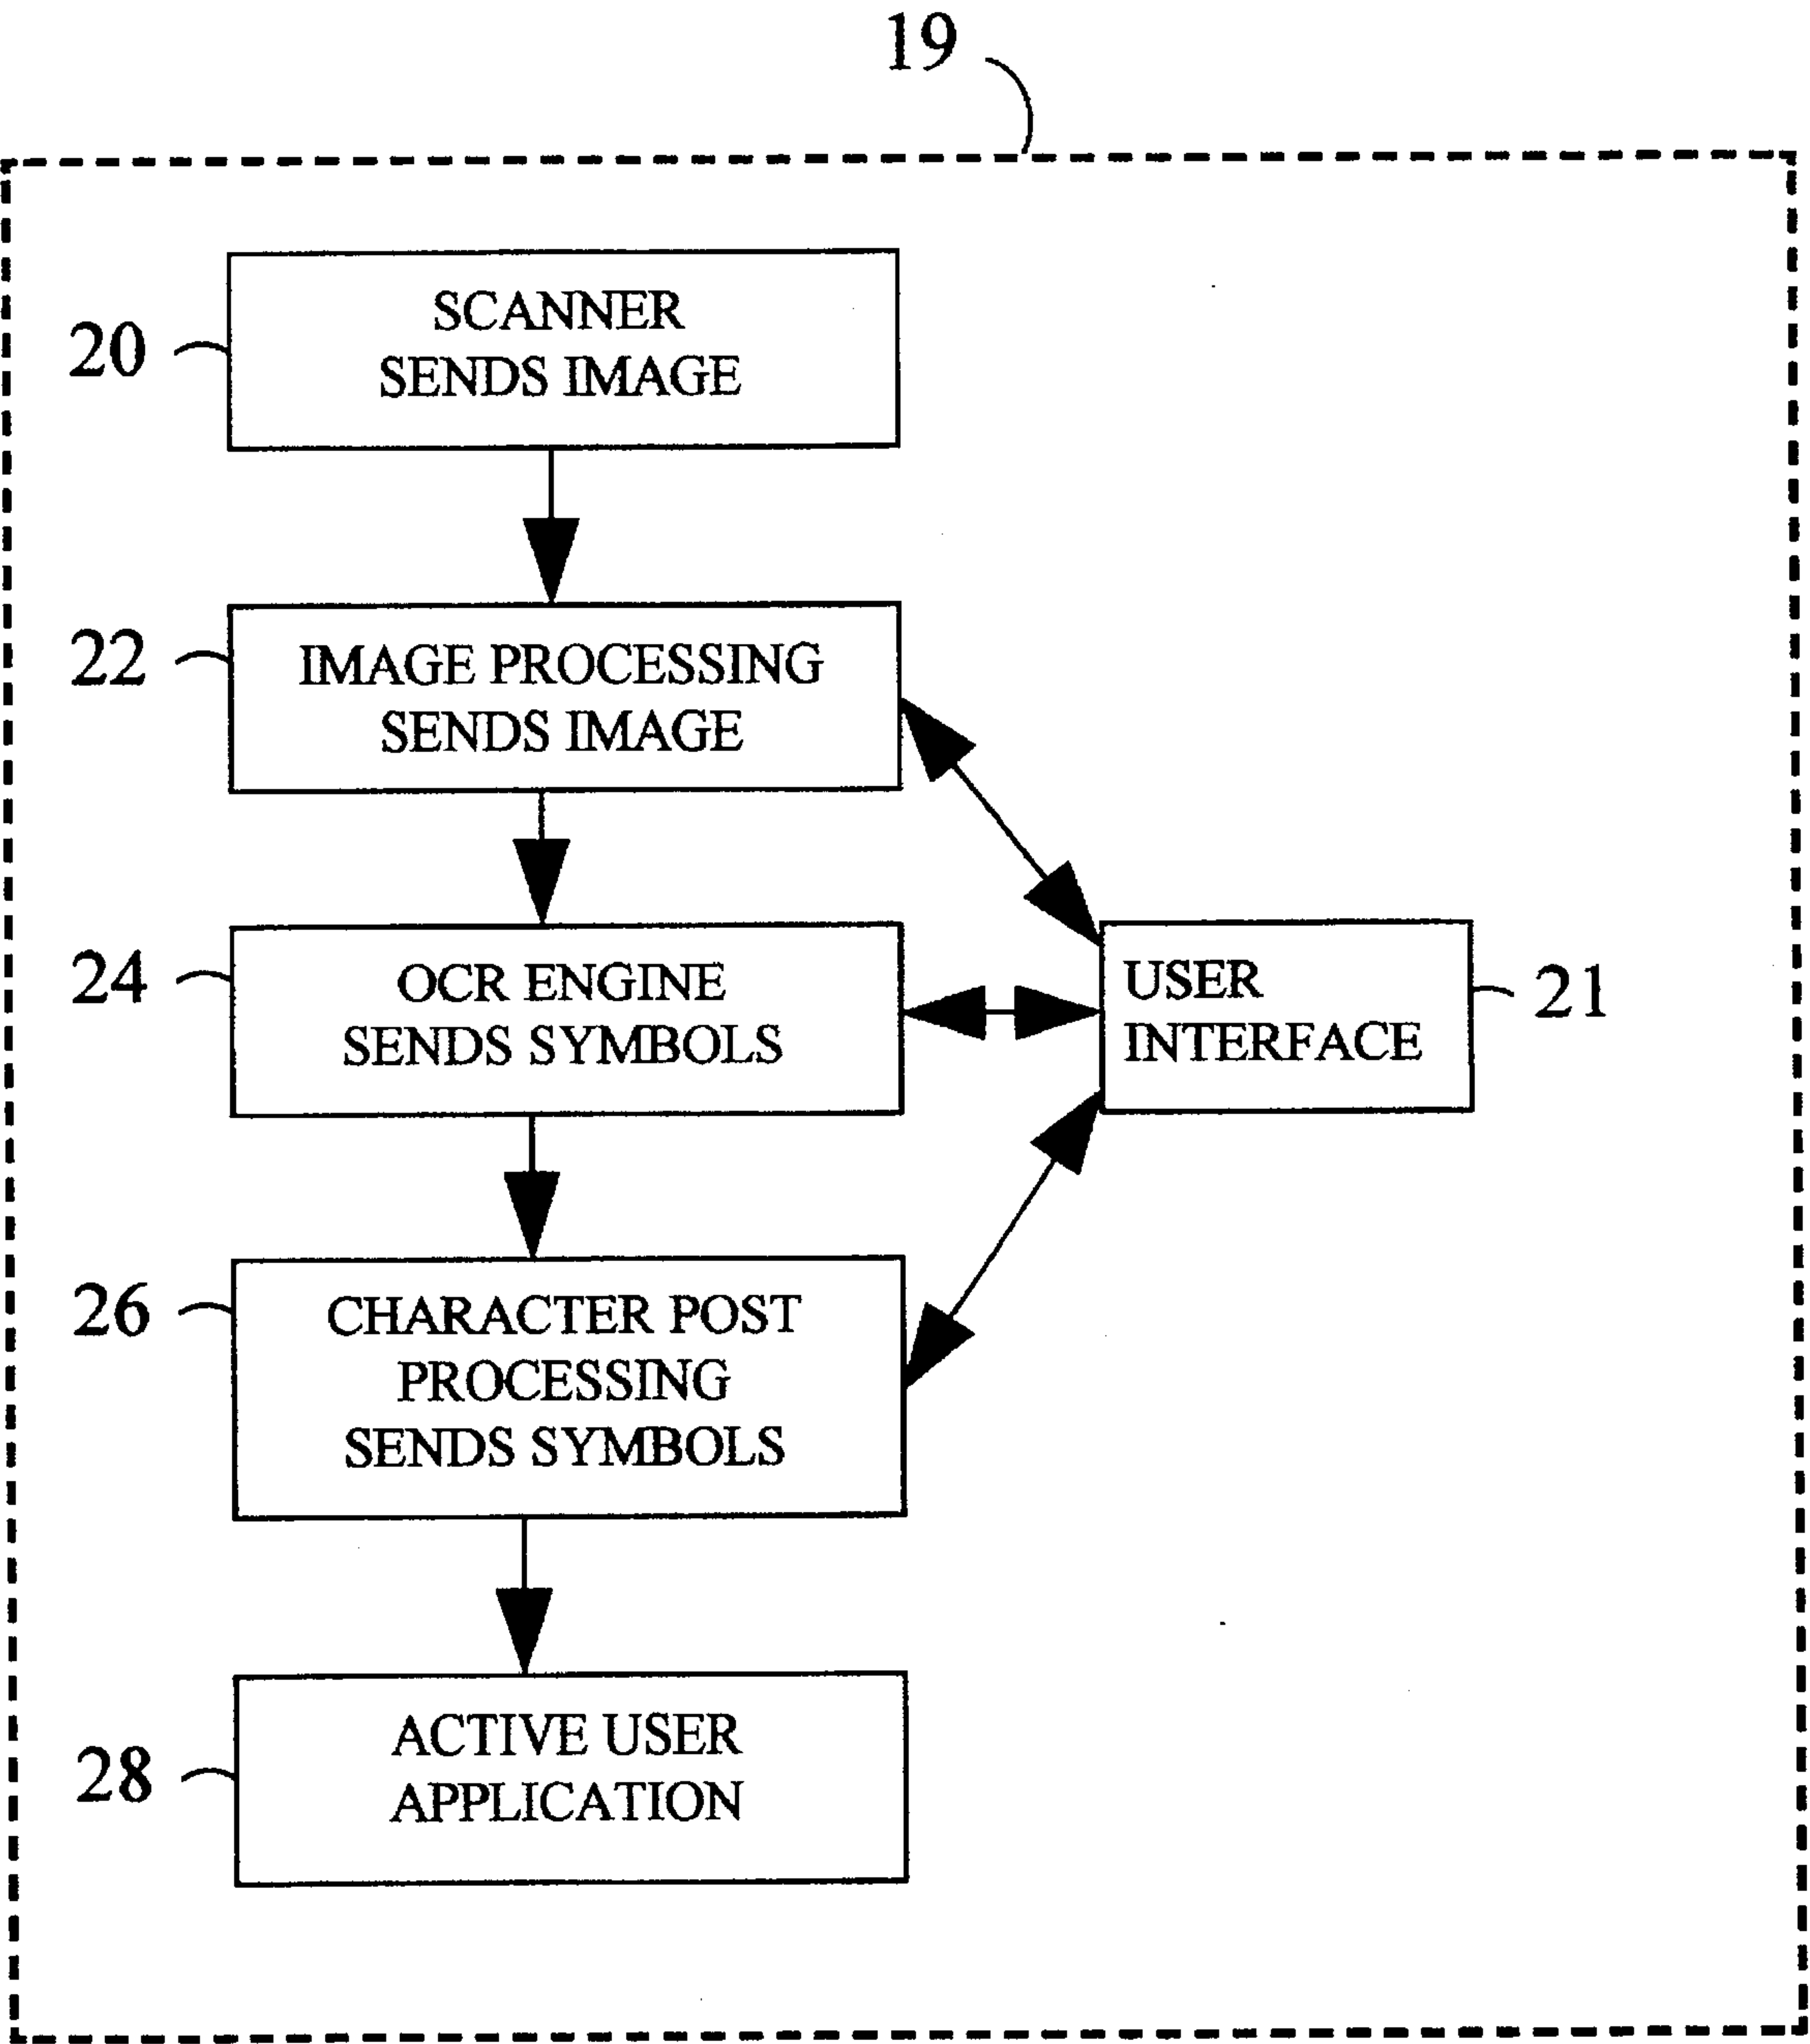 19
20
SCANNER
SENDS IMAGE
22
IMAGE PROCESSING
SENDS IMAGE
24
OCR ENGINE
SENDS SYMBOLS
USER
INTERFACE
21
26
CHARACTER POST
PROCESSING
SENDS SYMBOLS
28
ACTIVE USER
APPLICATION